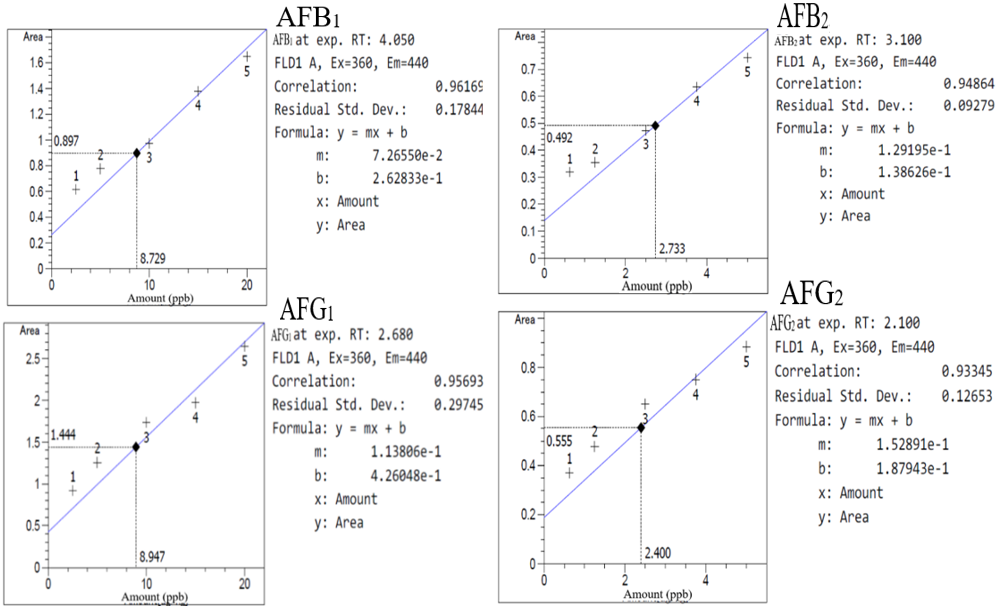 AFB1
Area
1.6
1.4
1.2
1
0.8
0.6
0.4
0.2
0
0.897
1
2
3
4
5
8.729
0 10 20
Amount (ppb)
AFB1 at exp. RT: 4.050
FLD1 A, Ex=360, Em=440
Correlation: 0.96169
Residual Std. Dev.: 0.17844
Formula: y = mx + b
m: 7.26550e-2
b: 2.62833e-1
x: Amount
y: Area
AFB2
Area
0.7
0.6
0.5
0.4
0.3
0.2
0.1
0
0.492
1
2
3
4
5
2.733
0 2 4
Amount (ppb)
AFB2 at exp. RT: 3.100
FLD1 A, Ex=360, Em=440
Correlation: 0.94864
Residual Std. Dev.: 0.09279
Formula: y = mx + b
m: 1.29195e-1
b: 1.38626e-1
x: Amount
y: Area
AFG1
Area
2.5
2
1.5
1
0.5
0
1.444
1
2
3
4
5
8.947
0 10 20
Amount (ppb)
AFG1 at exp. RT: 2.680
FLD1 A, Ex=360, Em=440
Correlation: 0.95693
Residual Std. Dev.: 0.29745
Formula: y = mx + b
m: 1.13806e-1
b: 4.26048e-1
x: Amount
y: Area
AFG2
Area
0.8
0.6
0.4
0.2
0
0.555
1
2
3
4
5
2.400
0 2 4
Amount (ppb)
AFG2 at exp. RT: 2.100
FLD1 A, Ex=360, Em=440
Correlation: 0.93345
Residual Std. Dev.: 0.12653
Formula: y = mx + b
m: 1.52891e-1
b: 1.87943e-1
x: Amount
y: Area